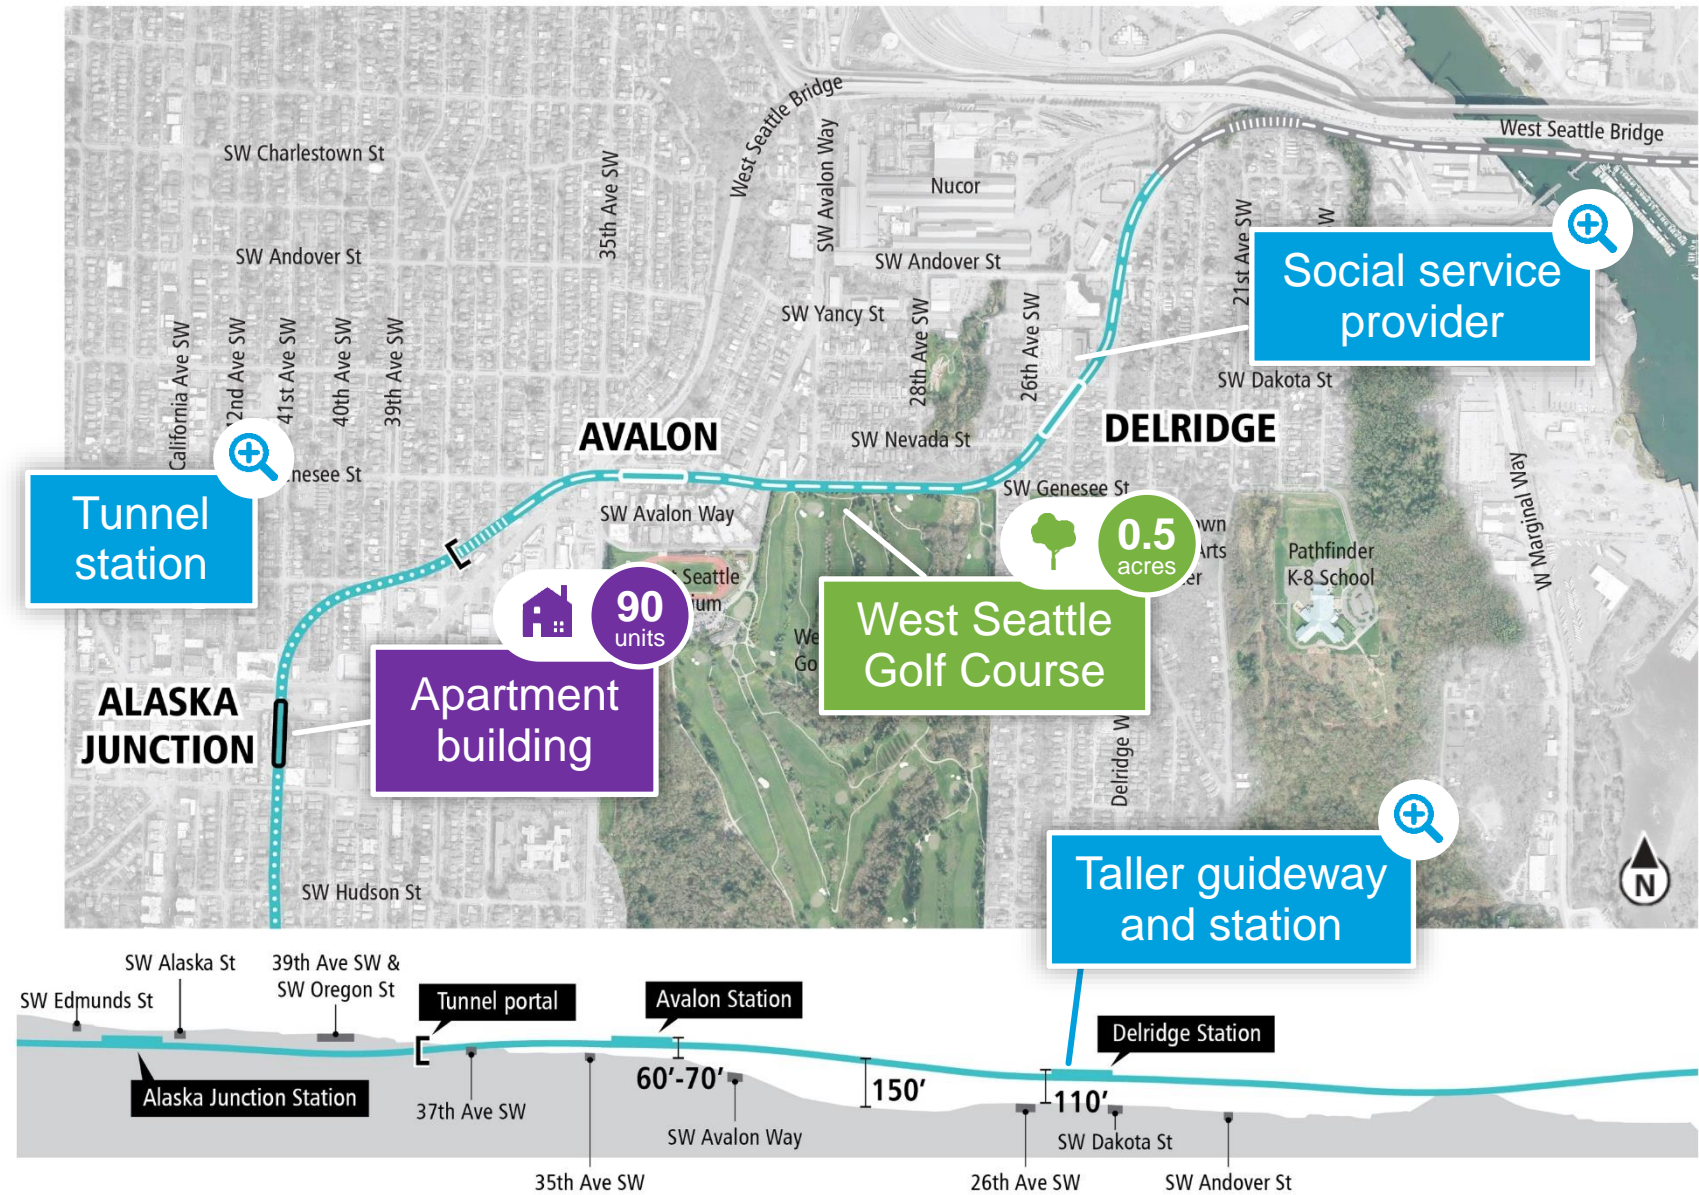 West Seattle Bridge
West Seattle Bridge
SW Charlestown St
SW Avalon Way
35th Ave SW
Nucor
21st Ave SW
SW
SW Andover St
SW Andover St
Social service
provider
SW Yancy St
28th Ave SW
26th Ave SW
California Ave SW
2nd Ave SW
41st Ave SW
40th Ave SW
39th Ave SW
SW Dakota St
AVALON
DELRIDGE
SW Nevada St
nesee St
SW Genesee St
Tunnel
station
SW Avalon Way
W Marginal Way
0.5
acres
own
Arts
er
Pathfinder
K-8 School
Seattle
ium
90
units
West Seattle
Golf Course
We
Go
Apartment
building
ALASKA
JUNCTION
Delridge W
SW Hudson St
Taller guideway
and station
N
SW Alaska St
39th Ave SW &
SW Oregon St
SW Edmunds St
Tunnel portal
Avalon Station
Delridge Station
Alaska Junction Station
60'-70'
150'
110'
37th Ave SW
SW Avalon Way
SW Dakota St
35th Ave SW
26th Ave SW
SW Andover St